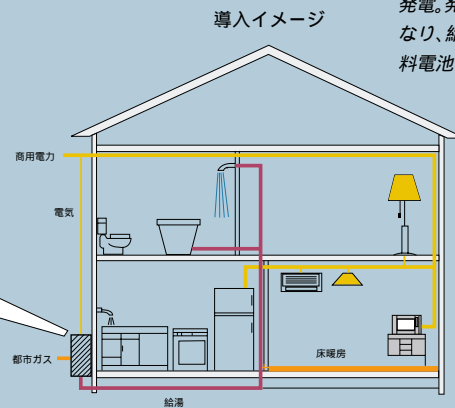 導入イメージ
発電。発
なり、給
料電池
商用電力
電気
都市ガス
床暖房
給湯